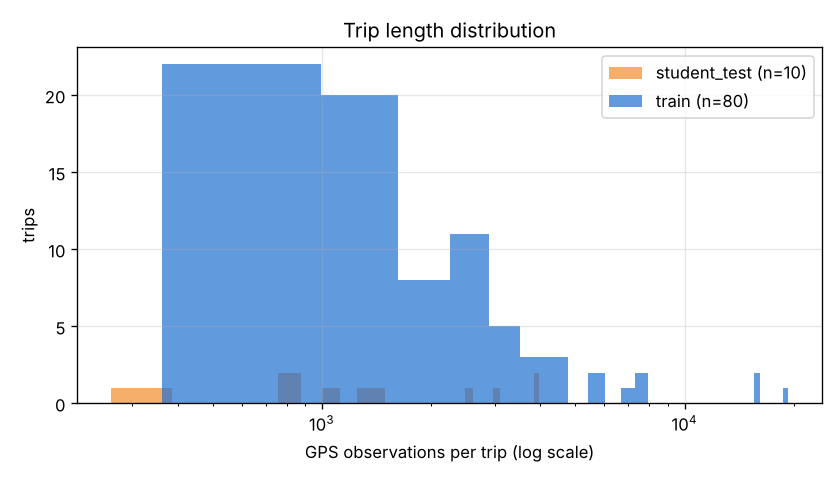 Trip length distribution
student_test (n=10)
train (n=80)
trips
20
15
10
5
0
10³
10⁴
GPS observations per trip (log scale)